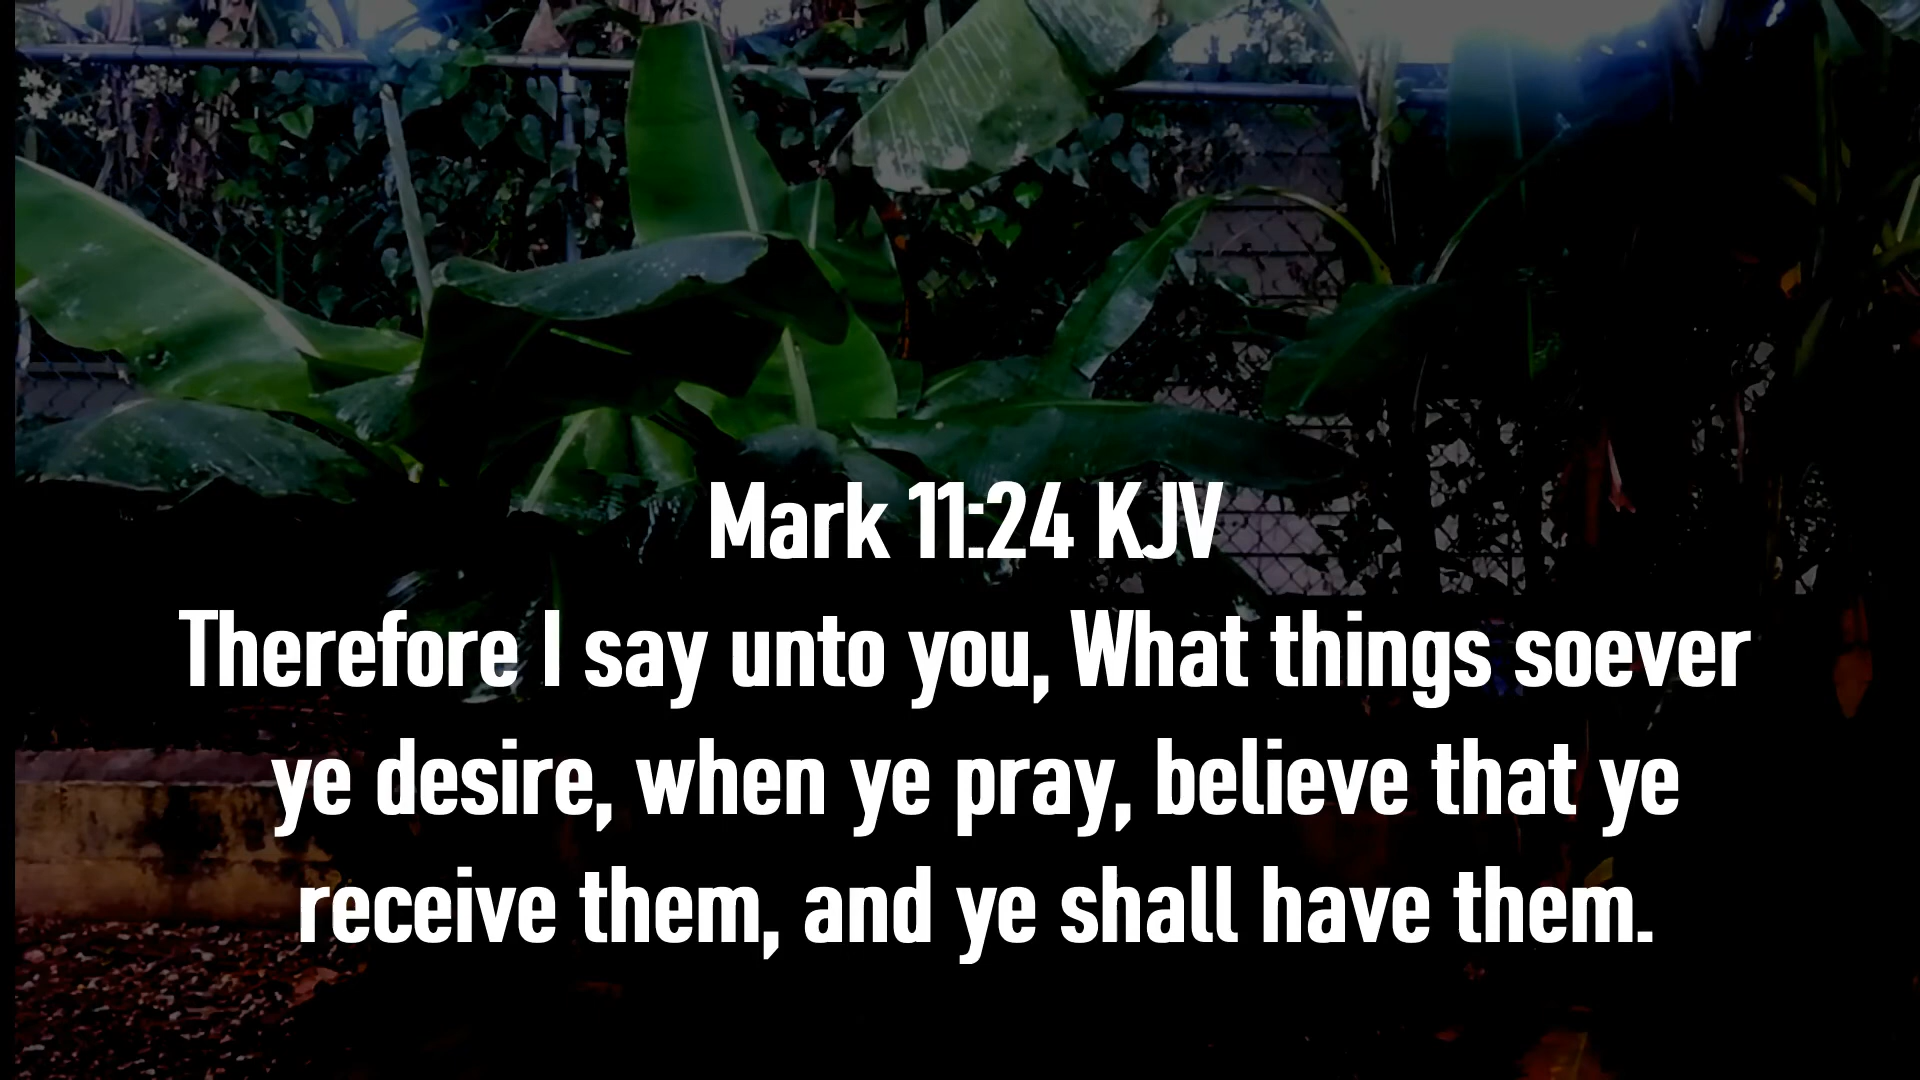 Mark 11:24 KJV
Therefore I say unto you, What things soever
ye desire, when ye pray, believe that ye
receive them, and ye shall have them.